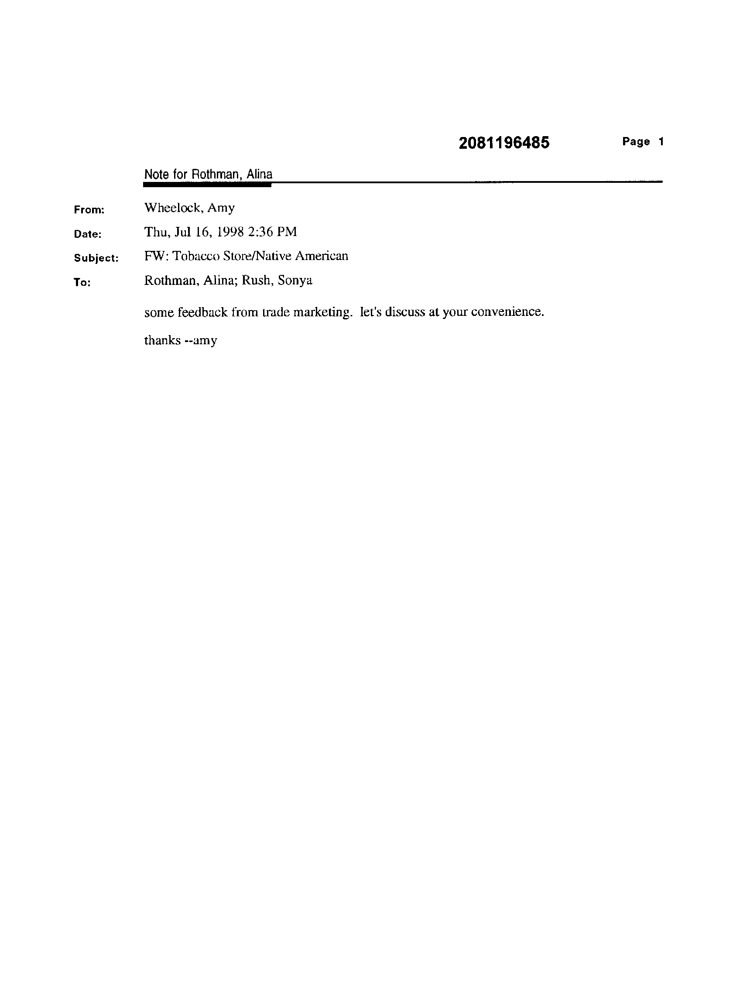 2081196485 Page 1
Note for Rothman, Alina
From: Wheelock, Amy
Date: Thu, Jul 16, 1998 2:36 PM
Subject: FW: Tobacco Store/Native American
To: Rothman, Alina; Rush, Sonya
some feedback from trade marketing. let's discuss at your convenience.
thanks --amy